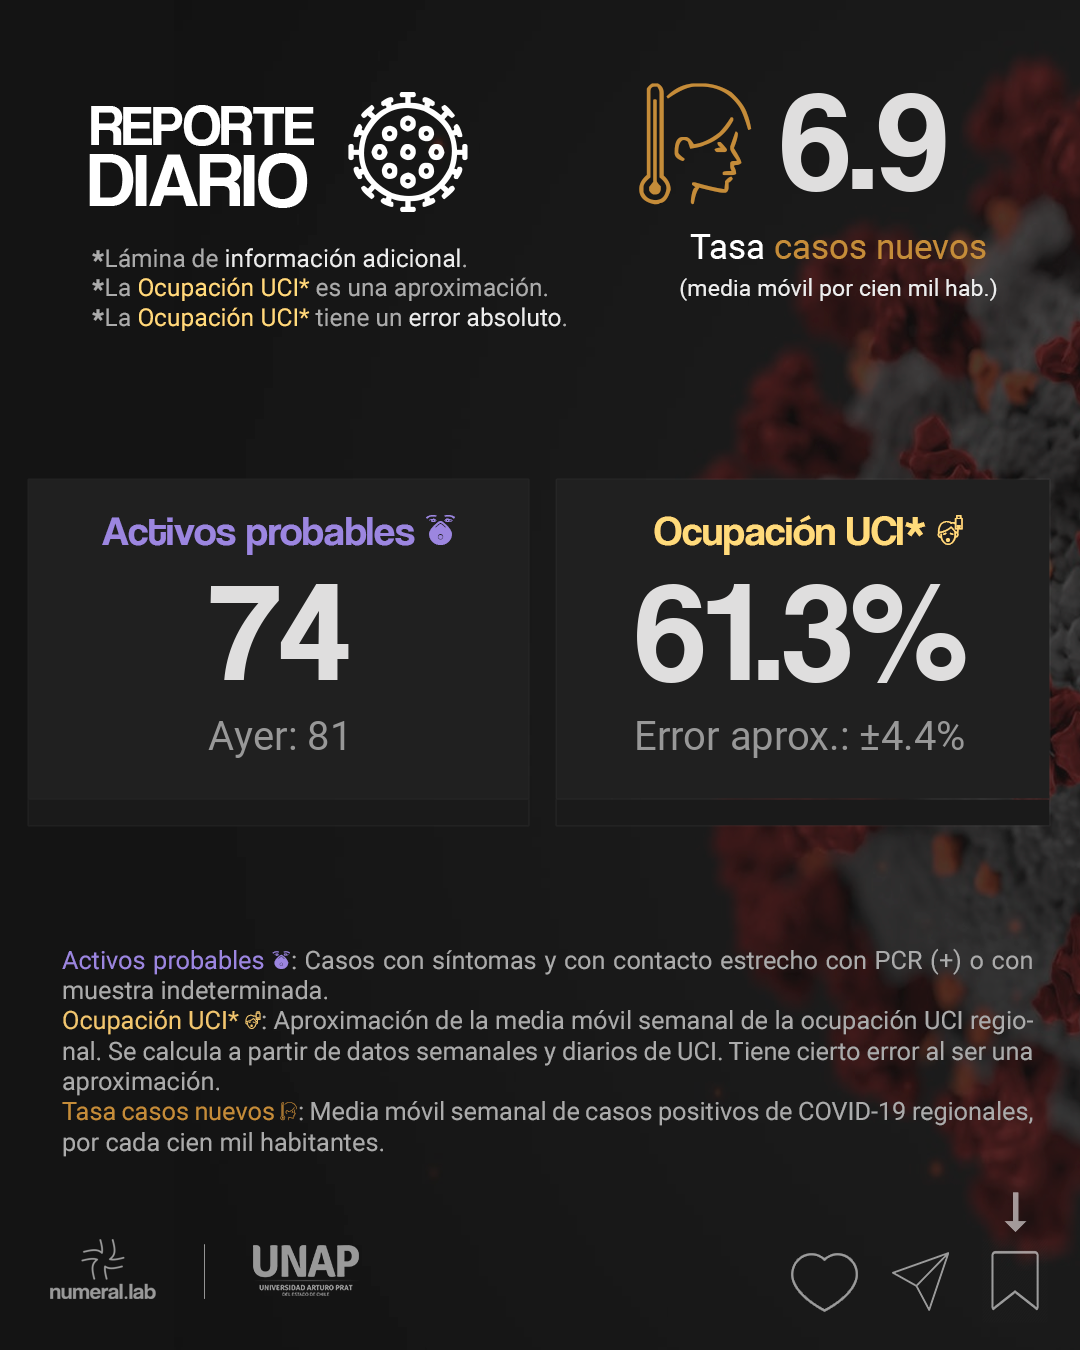 REPORTE
DIARIO
*Lámina de información adicional.
*La Ocupación UCI* es una aproximación.
*La Ocupación UCI* tiene un error absoluto.
6.9
Tasa casos nuevos
(media móvil por cien mil hab.)
Activos probables
74
Ayer: 81
Ocupación UCI*
61.3%
Error aprox.: ±4.4%
Activos probables : Casos con síntomas y con contacto estrecho con PCR (+) o con
muestra indeterminada.
Ocupación UCI* : Aproximación de la media móvil semanal de la ocupación UCI regio-
nal. Se calcula a partir de datos semanales y diarios de UCI. Tiene cierto error al ser una
aproximación.
Tasa casos nuevos : Media móvil semanal de casos positivos de COVID-19 regionales,
por cada cien mil habitantes.
numeral.lab
UNAP
UNIVERSIDAD ARTURO PRAT
DEL ESTADO DE CHILE